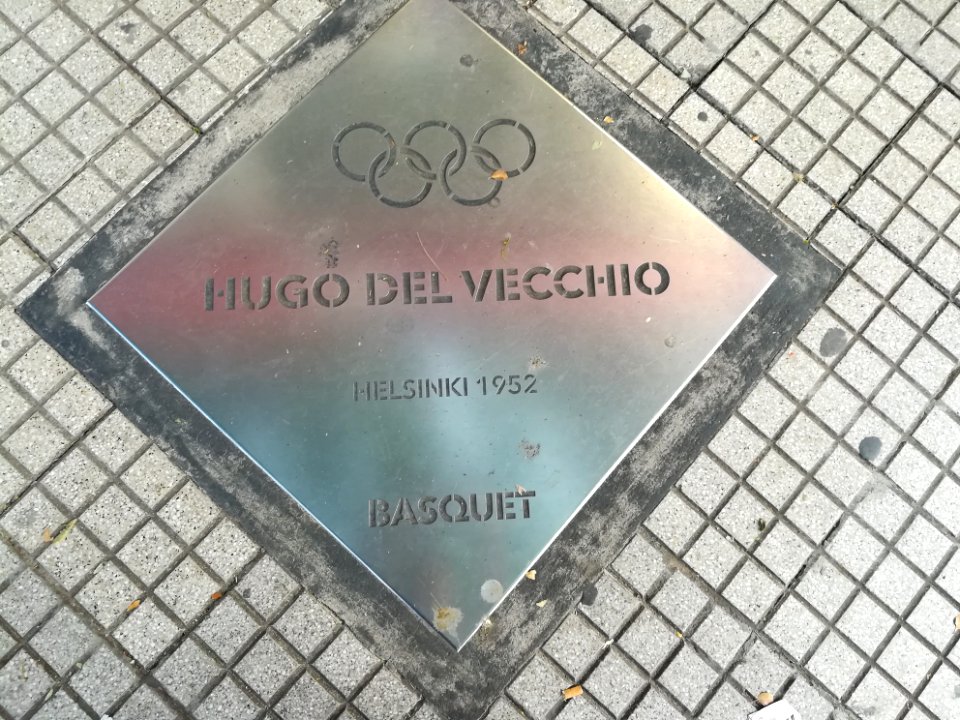 HUGO DEL VECCHIO
HELSINKI 1952
BASQUET